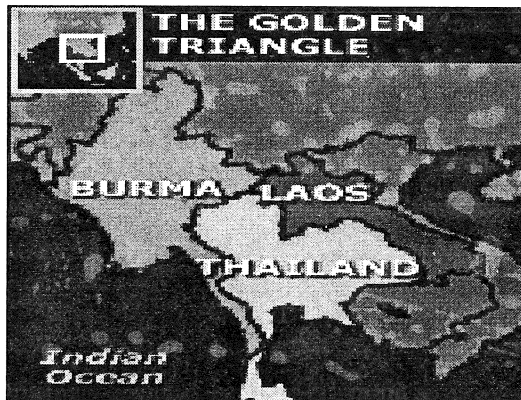 THE GOLDEN
TRIANGLE
BURMA LAOS
THAILAND
Indian
Ocean